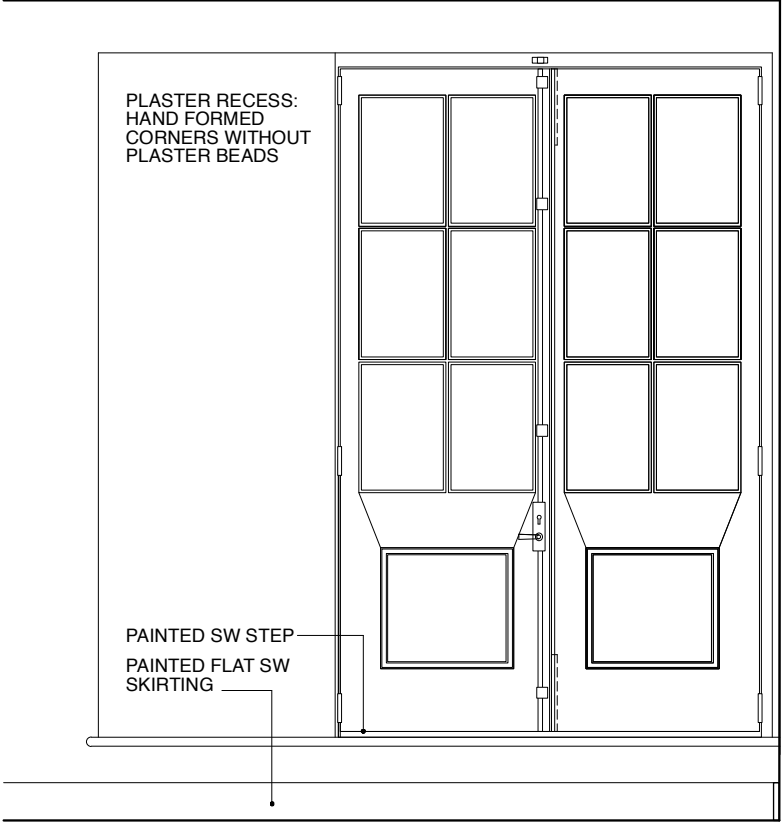 PLASTER RECESS:
HAND FORMED
CORNERS WITHOUT
PLASTER BEADS
PAINTED SW STEP
PAINTED FLAT SW
SKIRTING